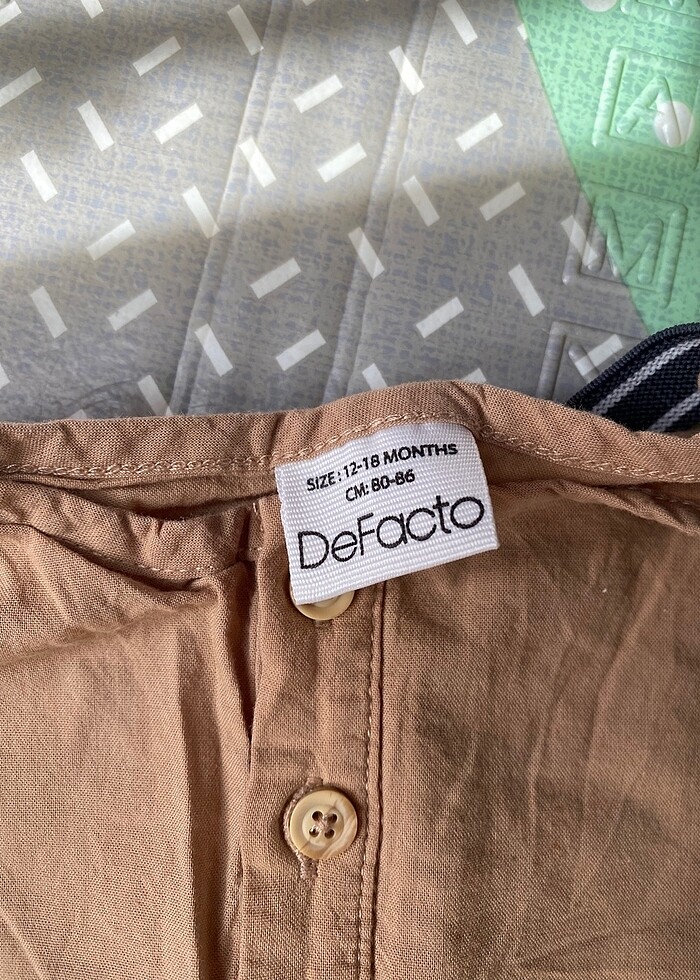 A
M
SIZE: 12-18 MONTHS
CM: 80-86
DeFacto